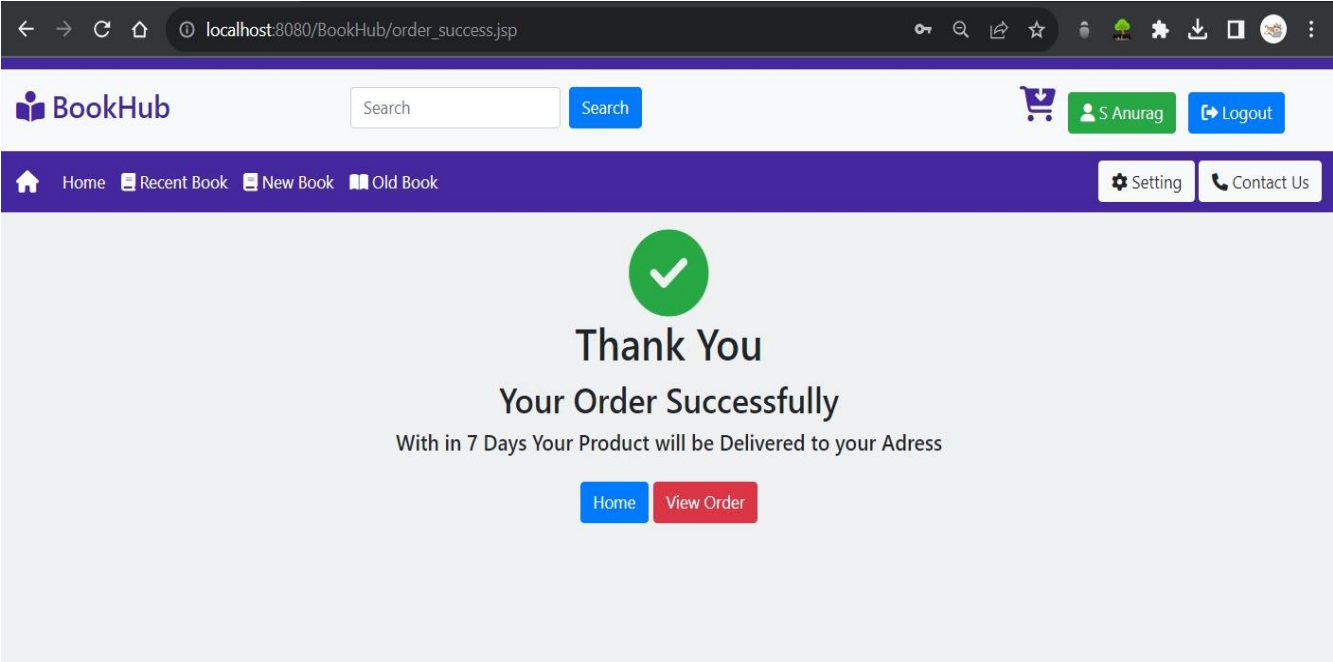 localhost:8080/BookHub/order_success.jsp
BookHub
Search
Search
S Anurag
Logout
Home
Recent Book
New Book
Old Book
Setting
Contact Us
Thank You
Your Order Successfully
With in 7 Days Your Product will be Delivered to your Adress
Home
View Order